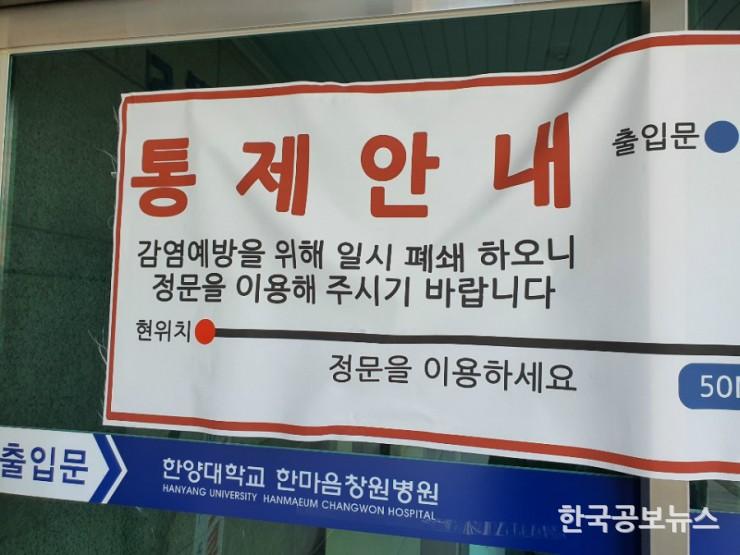 통제안내
출입문
감염예방을 위해 일시 폐쇄 하오니
정문을 이용해 주시기 바랍니다
현위치
정문을 이용하세요
출입문
한양대학교 한마음창원병원
HANYANG UNIVERSITY HANMAEUM CHANGWON HOSPITAL
한국공보뉴스